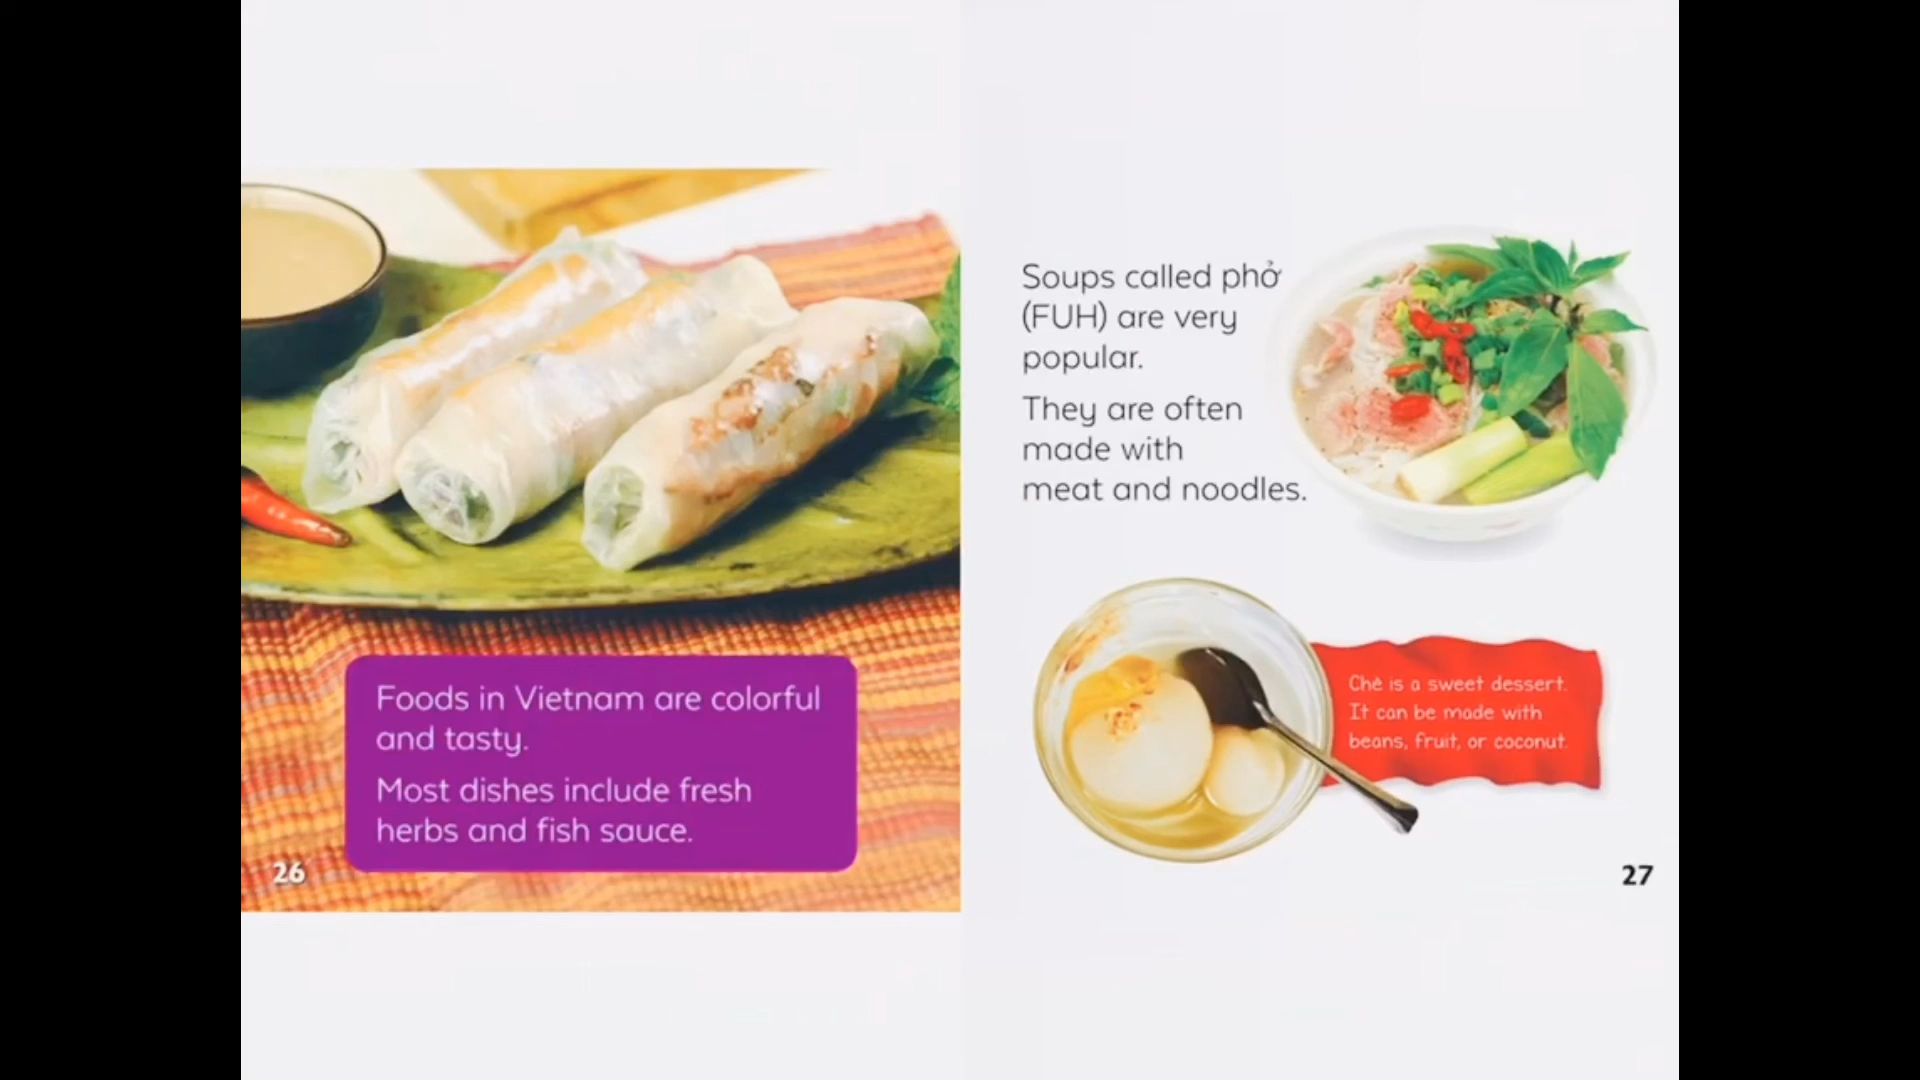 Foods in Vietnam are colorful
and tasty.
Most dishes include fresh
herbs and fish sauce.
26
Soups called phở
(FUH) are very
popular.
They are often
made with
meat and noodles.
Chè is a sweet dessert.
It can be made with
beans, fruit, or coconut.
27